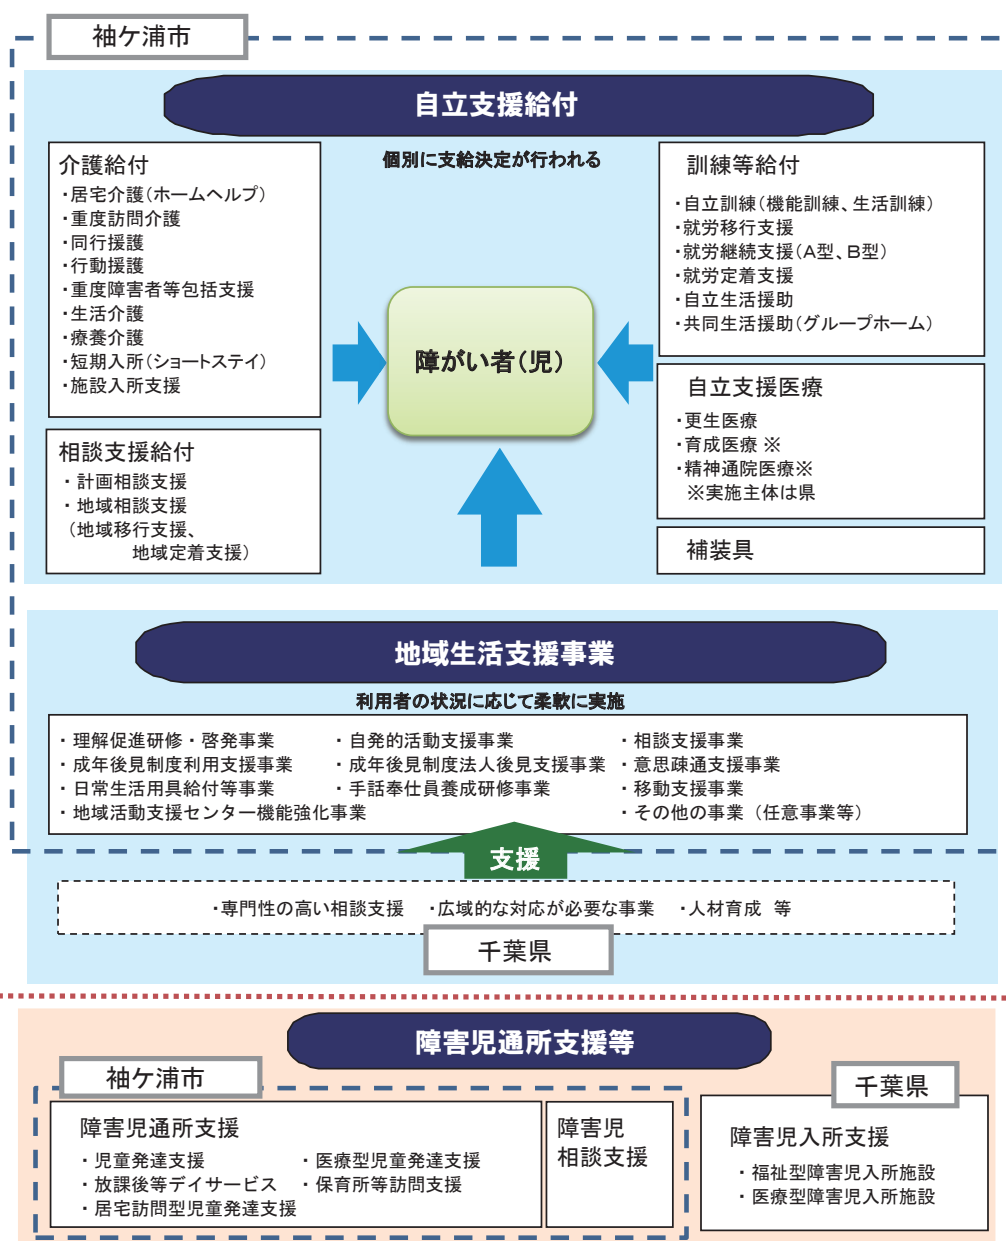 袖ケ浦市
自立支援給付
個別に支給決定が行われる
介護給付
・居宅介護(ホームヘルプ)
・重度訪問介護
・同行援護
・行動援護
・重度障害者等包括支援
・生活介護
・療養介護
・短期入所(ショートステイ)
・施設入所支援
相談支援給付
・計画相談支援
・地域相談支援
(地域移行支援、
地域定着支援)
障がい者(児)
訓練等給付
・自立訓練(機能訓練、生活訓練)
・就労移行支援
・就労継続支援(A型、B型)
・就労定着支援
・自立生活援助
・共同生活援助(グループホーム)
自立支援医療
・更生医療
・育成医療 ※
・精神通院医療※
※実施主体は県
補装具
地域生活支援事業
利用者の状況に応じて柔軟に実施
・理解促進研修・啓発事業 ・自発的活動支援事業 ・相談支援事業
・成年後見制度利用支援事業 ・成年後見制度法人後見支援事業 ・意思疎通支援事業
・日常生活用具給付等事業 ・手話奉仕員養成研修事業 ・移動支援事業
・地域活動支援センター機能強化事業 ・その他の事業(任意事業等)
支援
・専門性の高い相談支援 ・広域的な対応が必要な事業 ・人材育成 等
千葉県
障害児通所支援等
袖ケ浦市
障害児通所支援
・児童発達支援 ・医療型児童発達支援
・放課後等デイサービス ・保育所等訪問支援
・居宅訪問型児童発達支援
障害児
相談支援
千葉県
障害児入所支援
・福祉型障害児入所施設
・医療型障害児入所施設